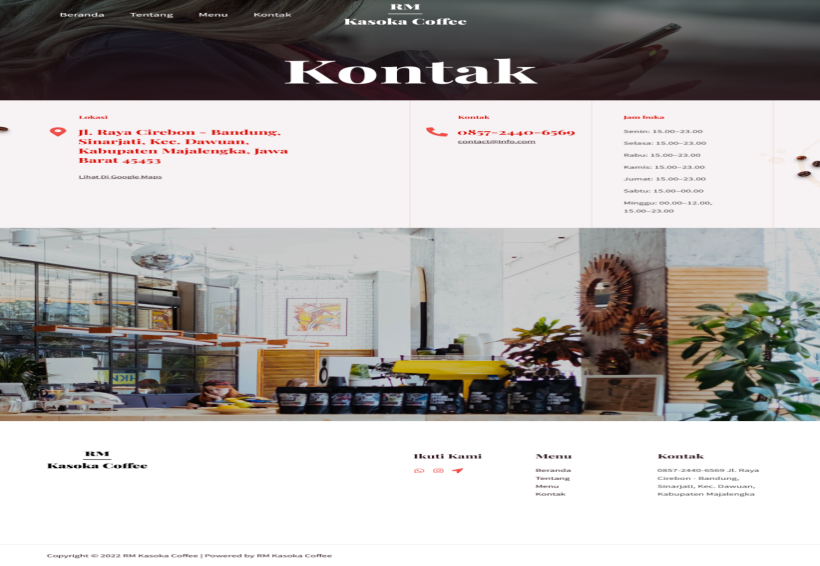 Beranda Tentang Menu Kontak
RM
Kasoka Coffee
Kontak
Lokasi
Jl. Raya Cirebon - Bandung,
Sinarjati, Kec. Dawuan,
Kabupaten Majalengka, Jawa
Barat 45453
Lihat Di Google Maps
Kontak
0857-2440-6569
contact@info.com
Jam buka
Senin: 15.00–23.00
Selasa: 15.00–23.00
Rabu: 15.00–23.00
Kamis: 15.00–23.00
Jumat: 15.00–23.00
Sabtu: 15.00–00.00
Minggu: 00.00–12.00,
15.00–23.00
RM
Kasoka Coffee
Ikuti Kami
Menu
Beranda
Tentang
Menu
Kontak
Kontak
0857-2440-6569 Jl. Raya
Cirebon - Bandung,
Sinarjati, Kec. Dawuan,
Kabupaten Majalengka
Copyright © 2022 RM Kasoka Coffee | Powered by RM Kasoka Coffee